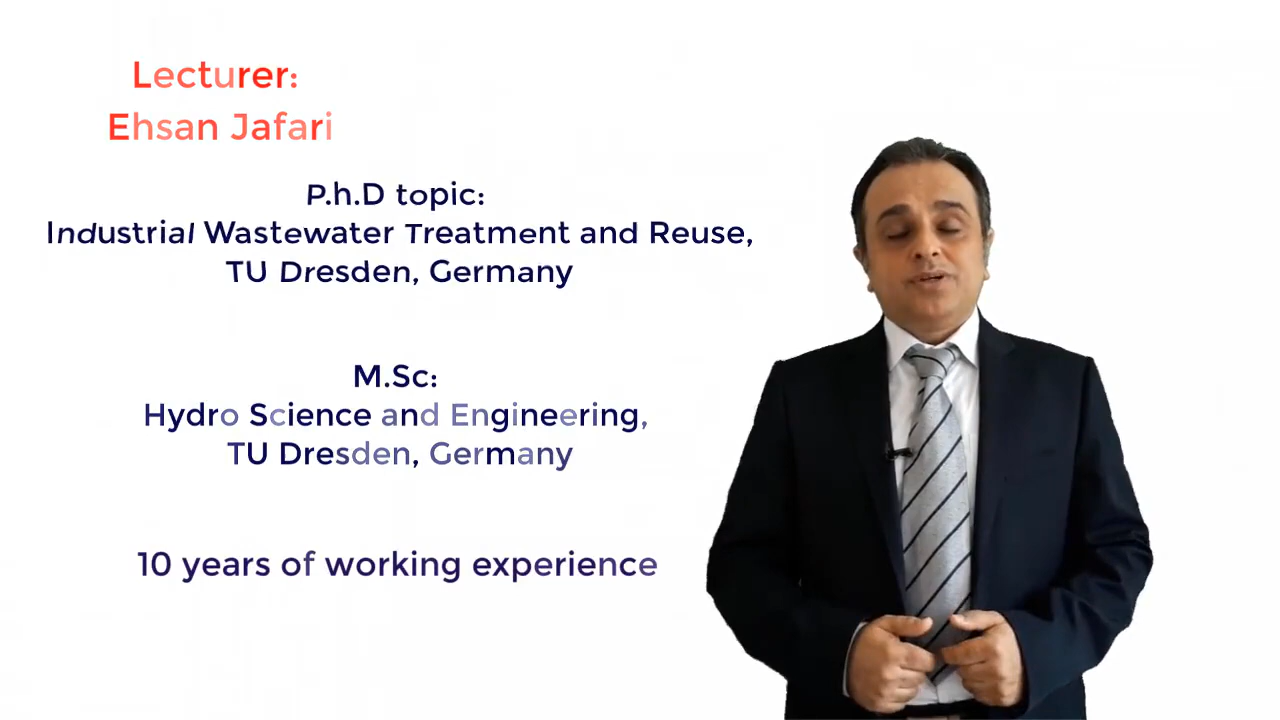 Lecturer:
Ehsan Jafari
P.h.D topic:
Industrial Wastewater Treatment and Reuse,
TU Dresden, Germany
M.Sc:
Hydro Science and Engineering,
TU Dresden, Germany
10 years of working experience